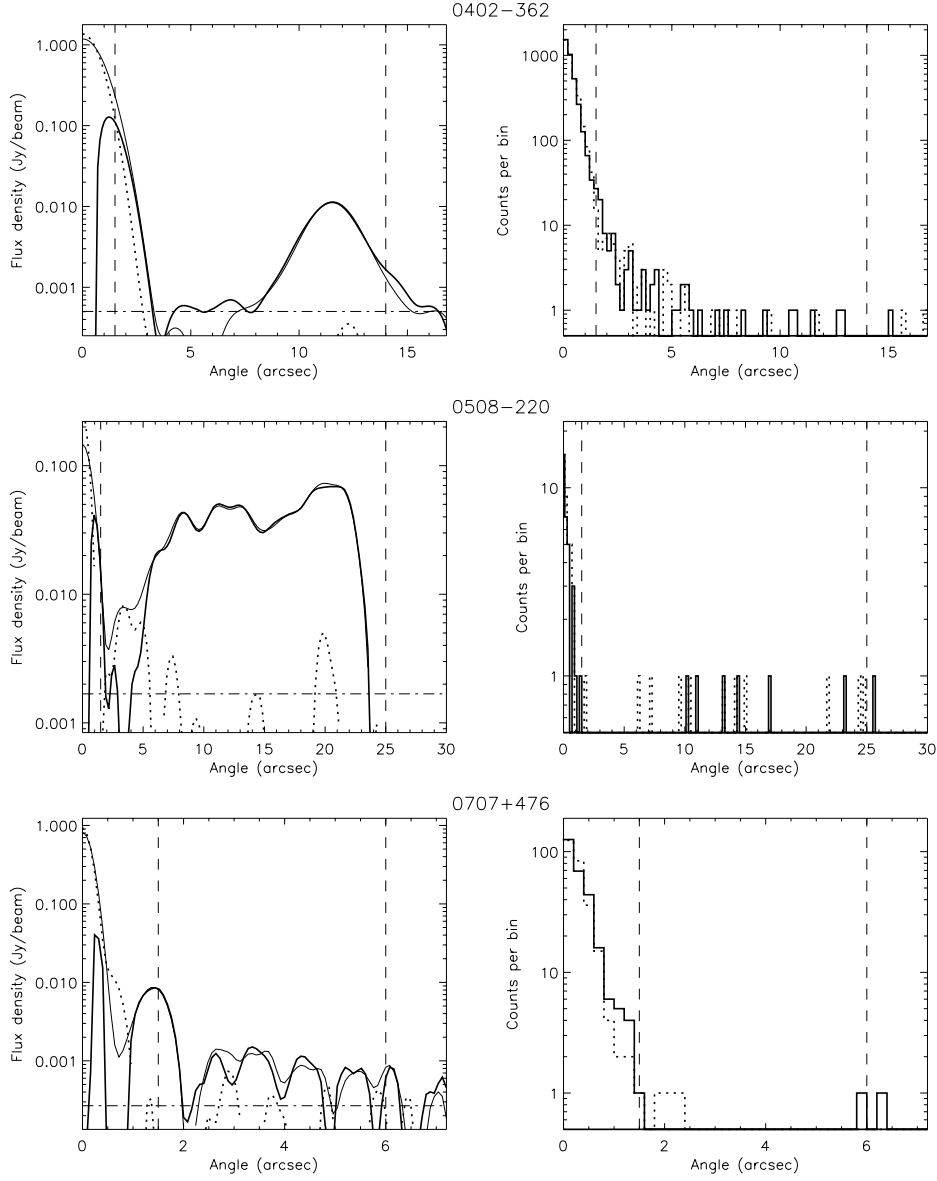 0402−362
Flux density (Jy/beam)
1.000
0.100
0.010
0.001
0 5 10 15
Angle (arcsec)
Counts per bin
1000
100
10
1
0 5 10 15
Angle (arcsec)
0508−220
Flux density (Jy/beam)
0.100
0.010
0.001
0 5 10 15 20 25 30
Angle (arcsec)
Counts per bin
10
1
0 5 10 15 20 25 30
Angle (arcsec)
0707+476
Flux density (Jy/beam)
1.000
0.100
0.010
0.001
0 2 4 6
Angle (arcsec)
Counts per bin
100
10
1
0 2 4 6
Angle (arcsec)